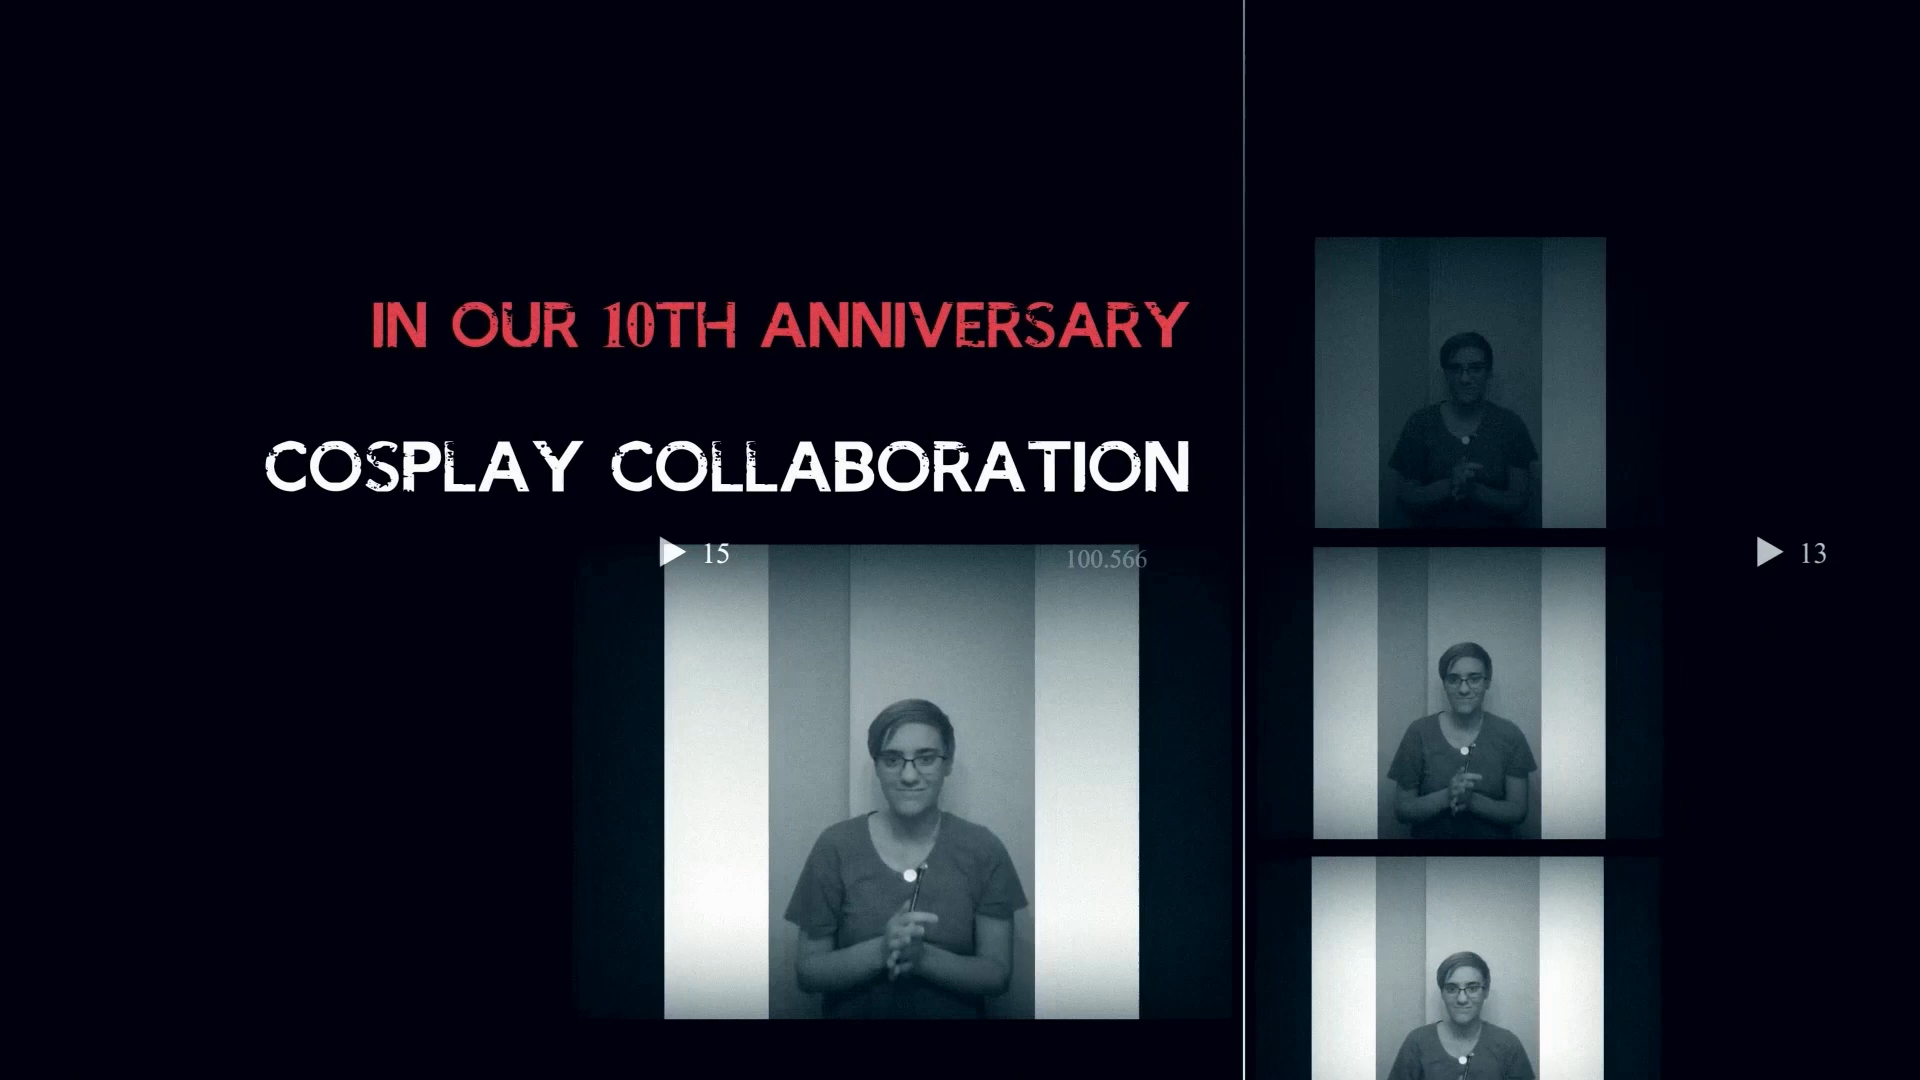 IN OUR 10TH ANNIVERSARY
COSPLAY COLLABORATION
15
100.566
13